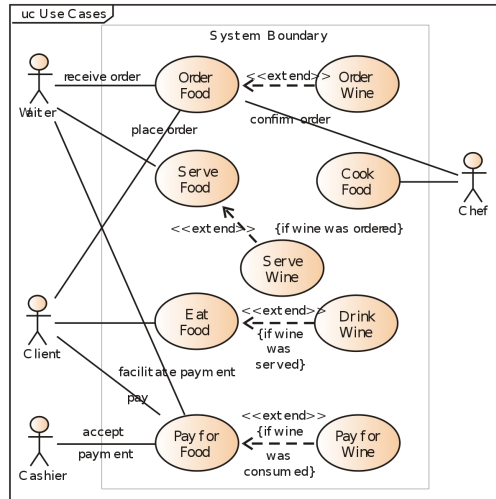 uc Use Cases
System Boundary
receive order
Order
Food
<<extend>>
Order
Wine
Waiter
place order
confirm order
Serve
Food
Cook
Food
Chef
<<extend>>
{if wine was ordered}
Serve
Wine
Eat
Food
<<extend>>
{if wine
was
served}
Drink
Wine
Client
facilitate payment
pay
accept
payment
Pay for
Food
<<extend>>
{if wine
was
consumed}
Pay for
Wine
Cashier